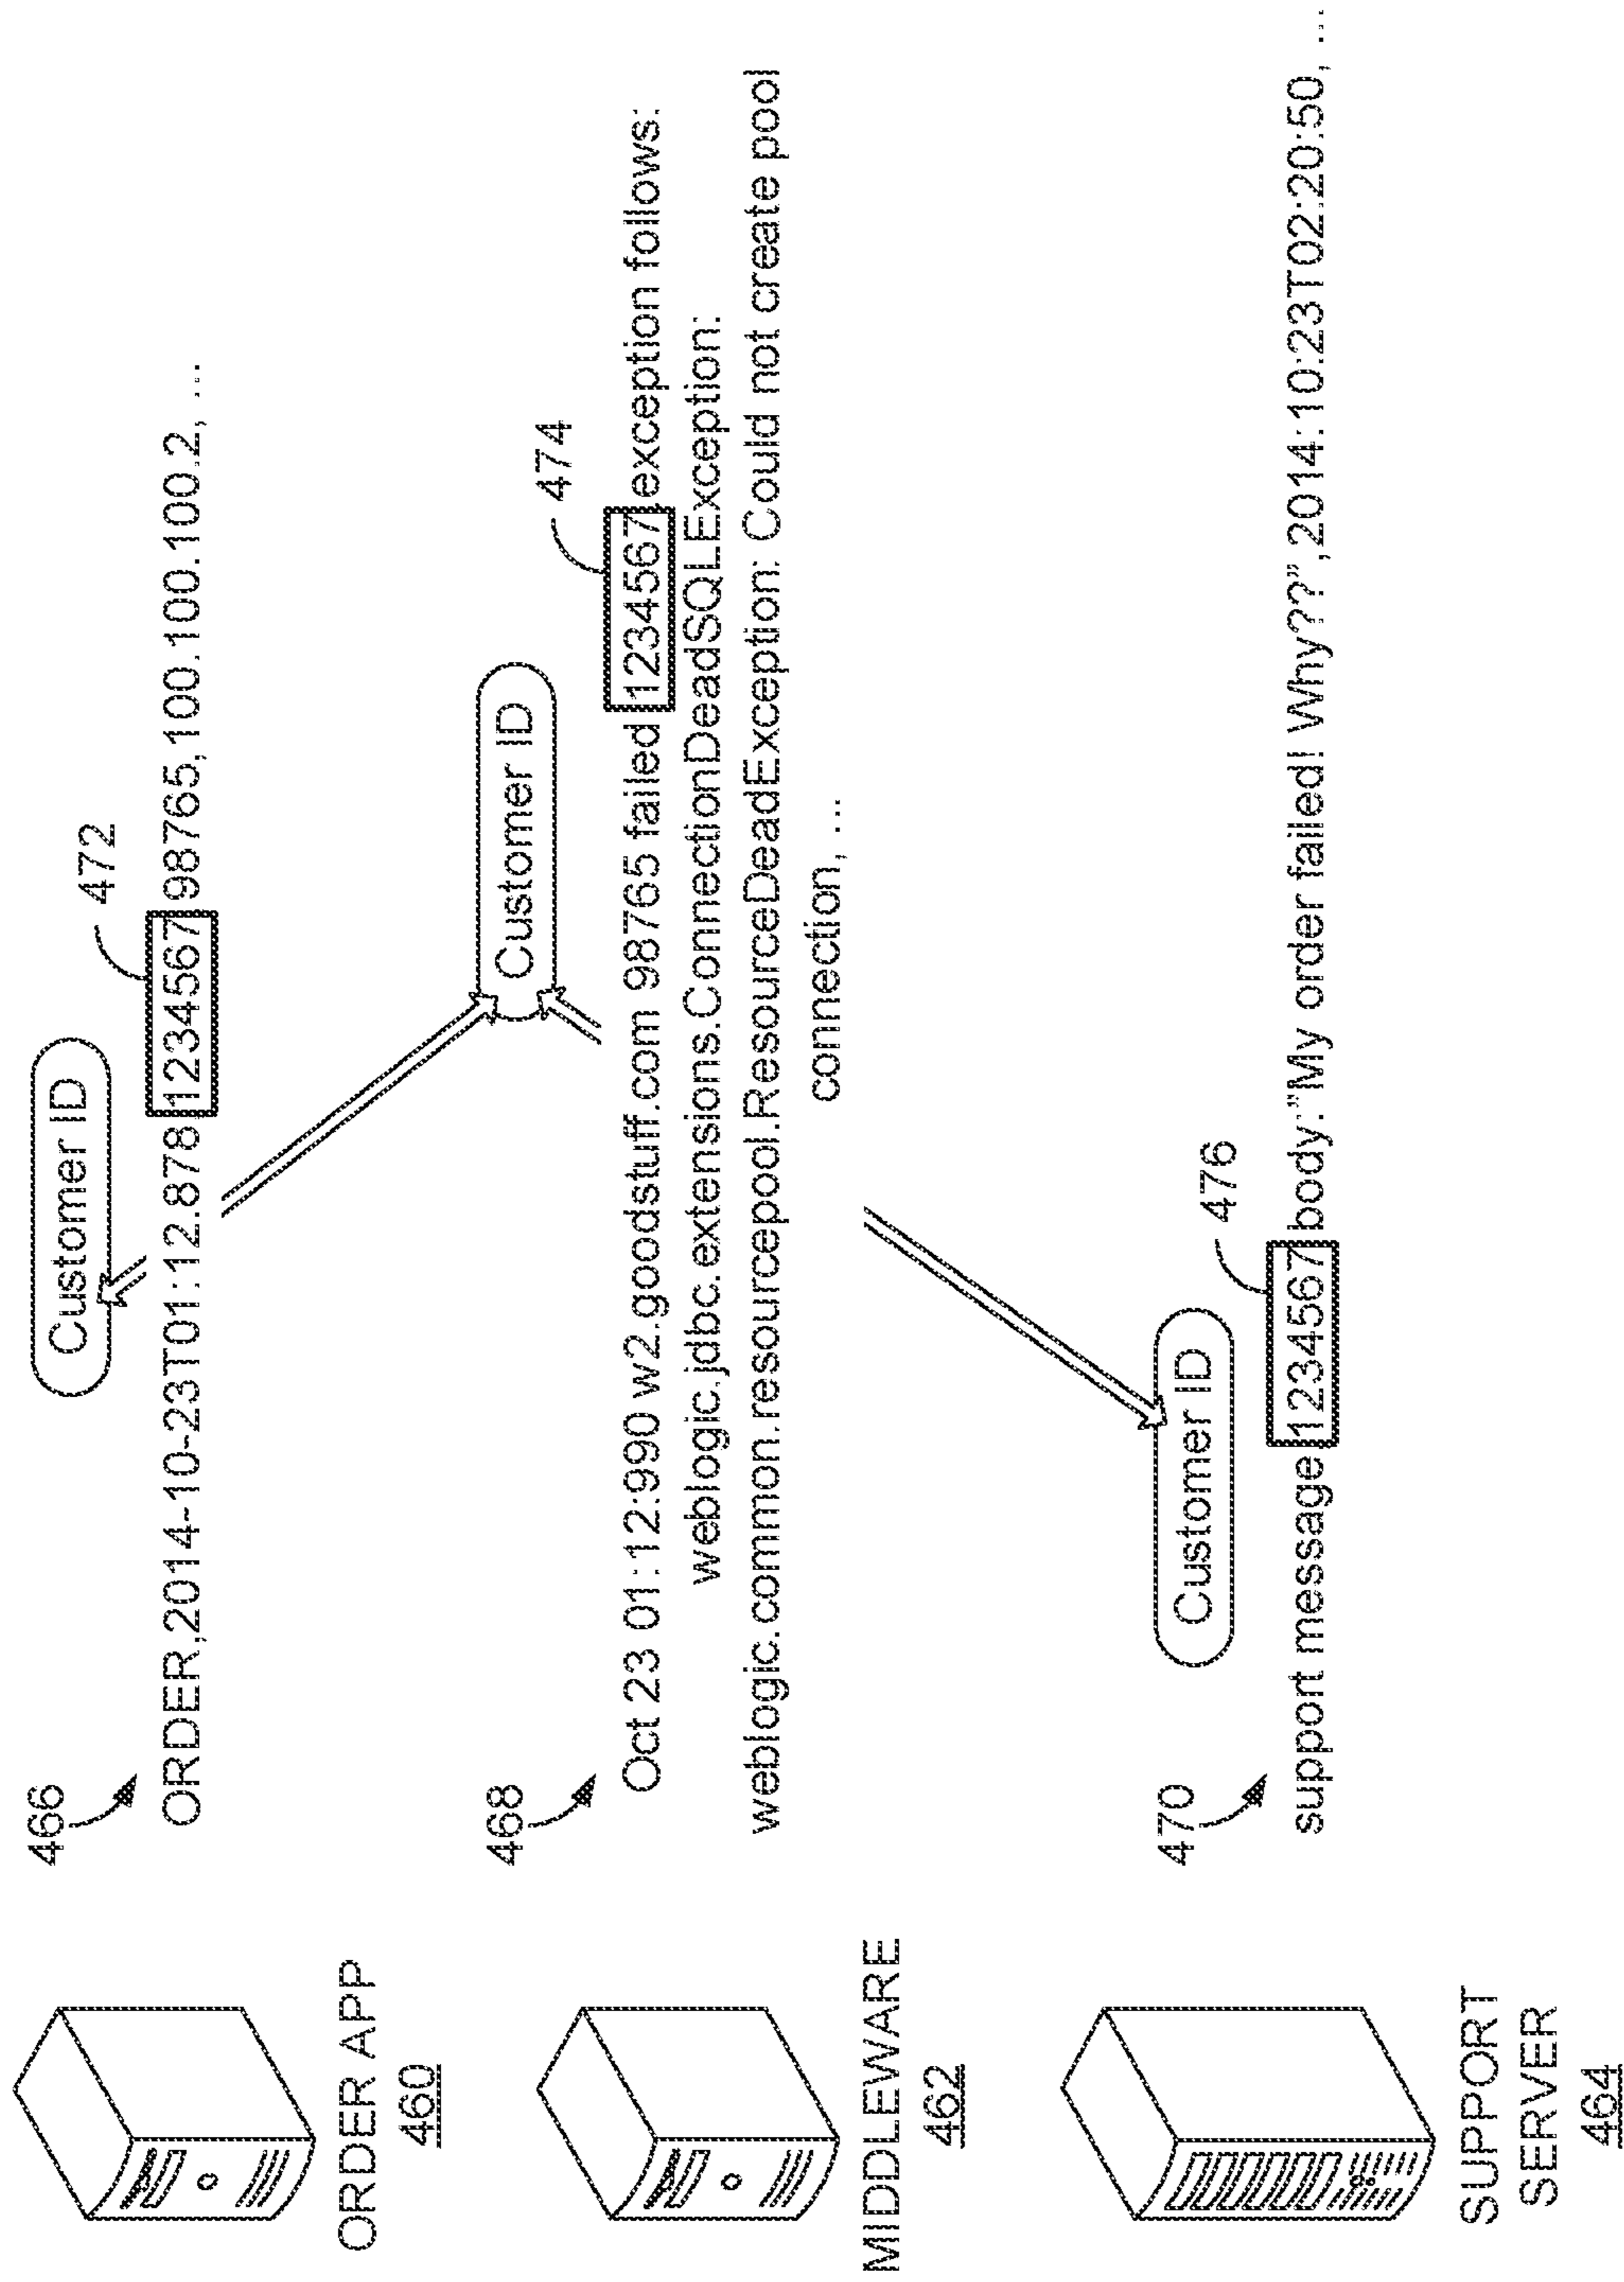 ORDER APP
460
466
Customer ID
472
ORDER,2014-10-23T01:12.878 1234567 98765,100.100.100.2, ...
MIDDLEWARE
462
468
Customer ID
474
Oct 23 01:12:990 w2.goodstuff.com 98765 failed 1234567 exception follows:
weblogic.jdbc.extensions.ConnectionDeadSQLException:
weblogic.common.resourcepool.ResourceDeadException: Could not create pool
connection, ...
SUPPORT
SERVER
464
470
Customer ID
476
support message 1234567 body:"My order failed! Why??",2014:10:23T02:20:50, ...